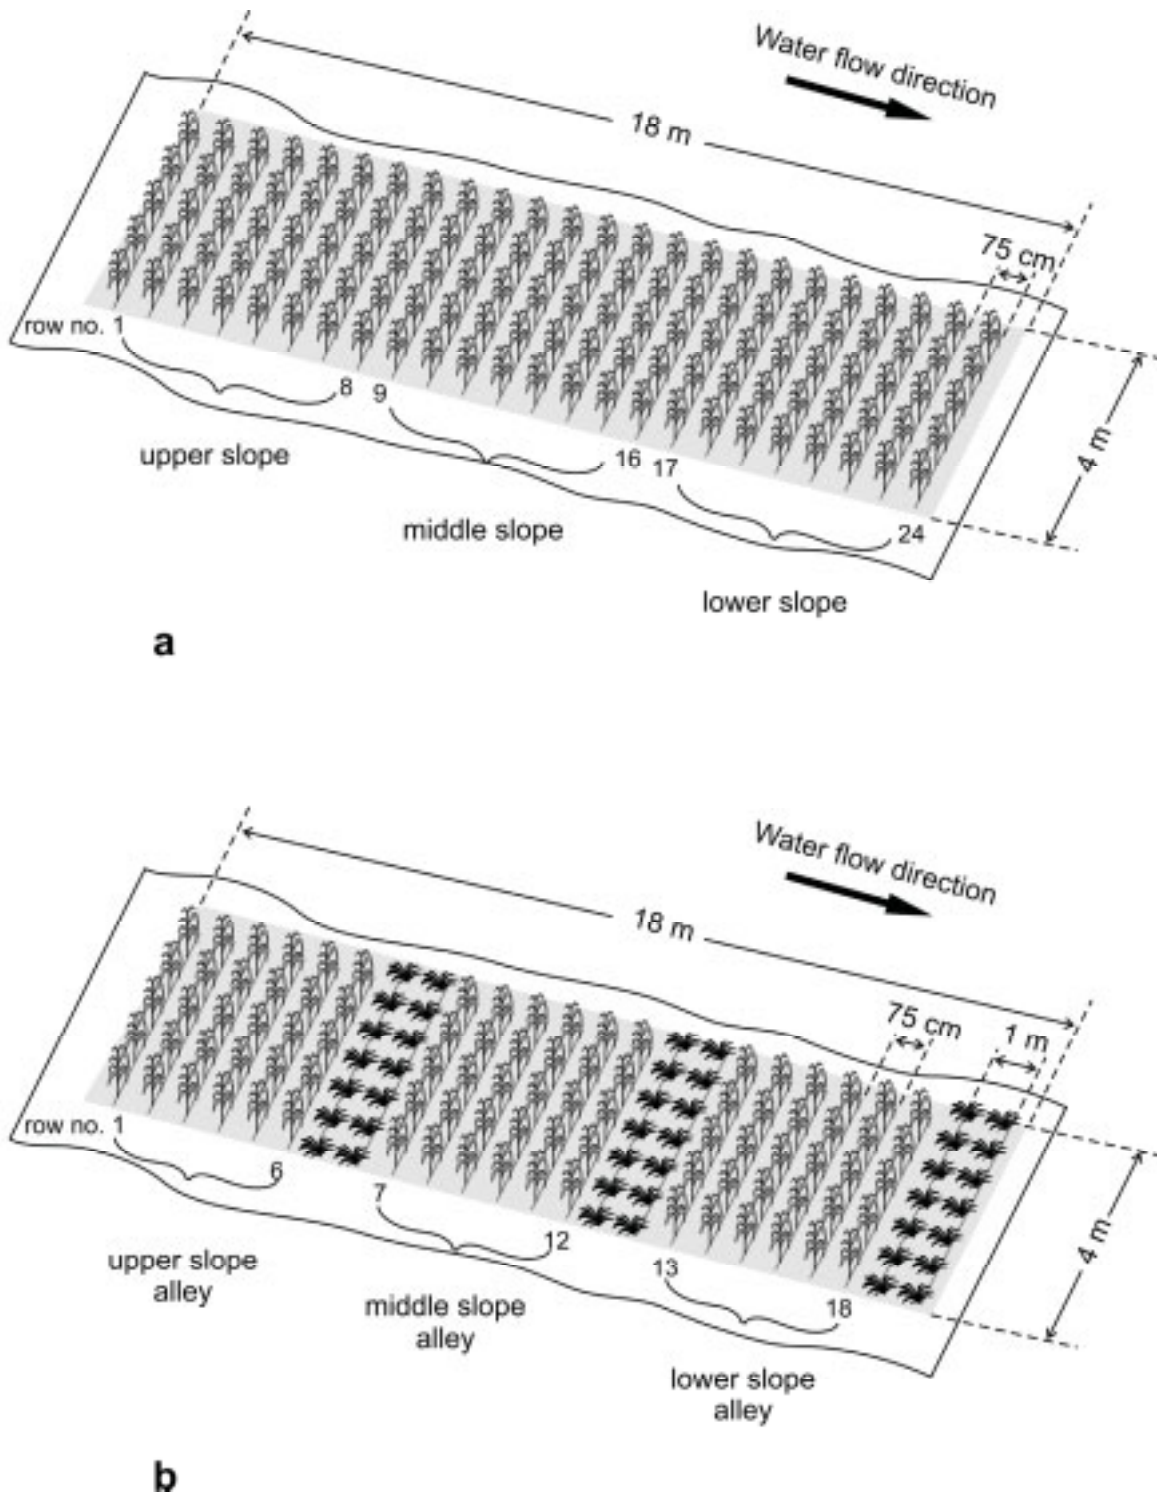 Water flow direction
18 m
75 cm
row no. 1
8
9
4 m
upper slope
16
17
middle slope
24
lower slope
a
Water flow direction
18 m
75 cm
1 m
row no. 1
6
7
4 m
12
upper slope
alley
13
middle slope
alley
18
lower slope
alley
b